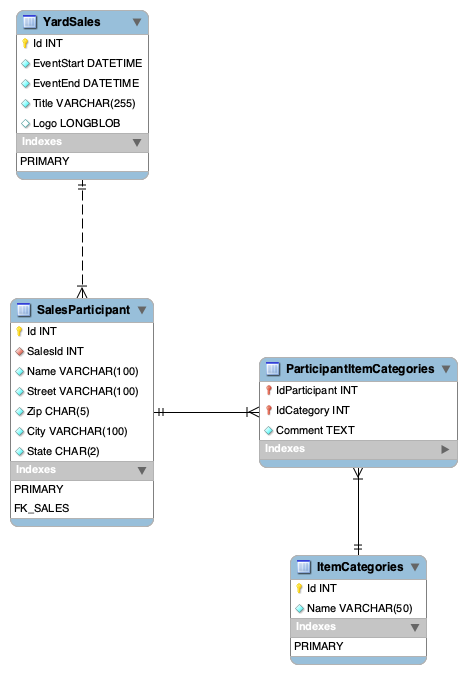 YardSales
Id INT
EventStart DATETIME
EventEnd DATETIME
Title VARCHAR(255)
Logo LONGBLOB
Indexes
PRIMARY
SalesParticipant
Id INT
SalesId INT
Name VARCHAR(100)
Street VARCHAR(100)
Zip CHAR(5)
City VARCHAR(100)
State CHAR(2)
Indexes
PRIMARY
FK_SALES
ParticipantItemCategories
IdParticipant INT
IdCategory INT
Comment TEXT
Indexes
ItemCategories
Id INT
Name VARCHAR(50)
Indexes
PRIMARY